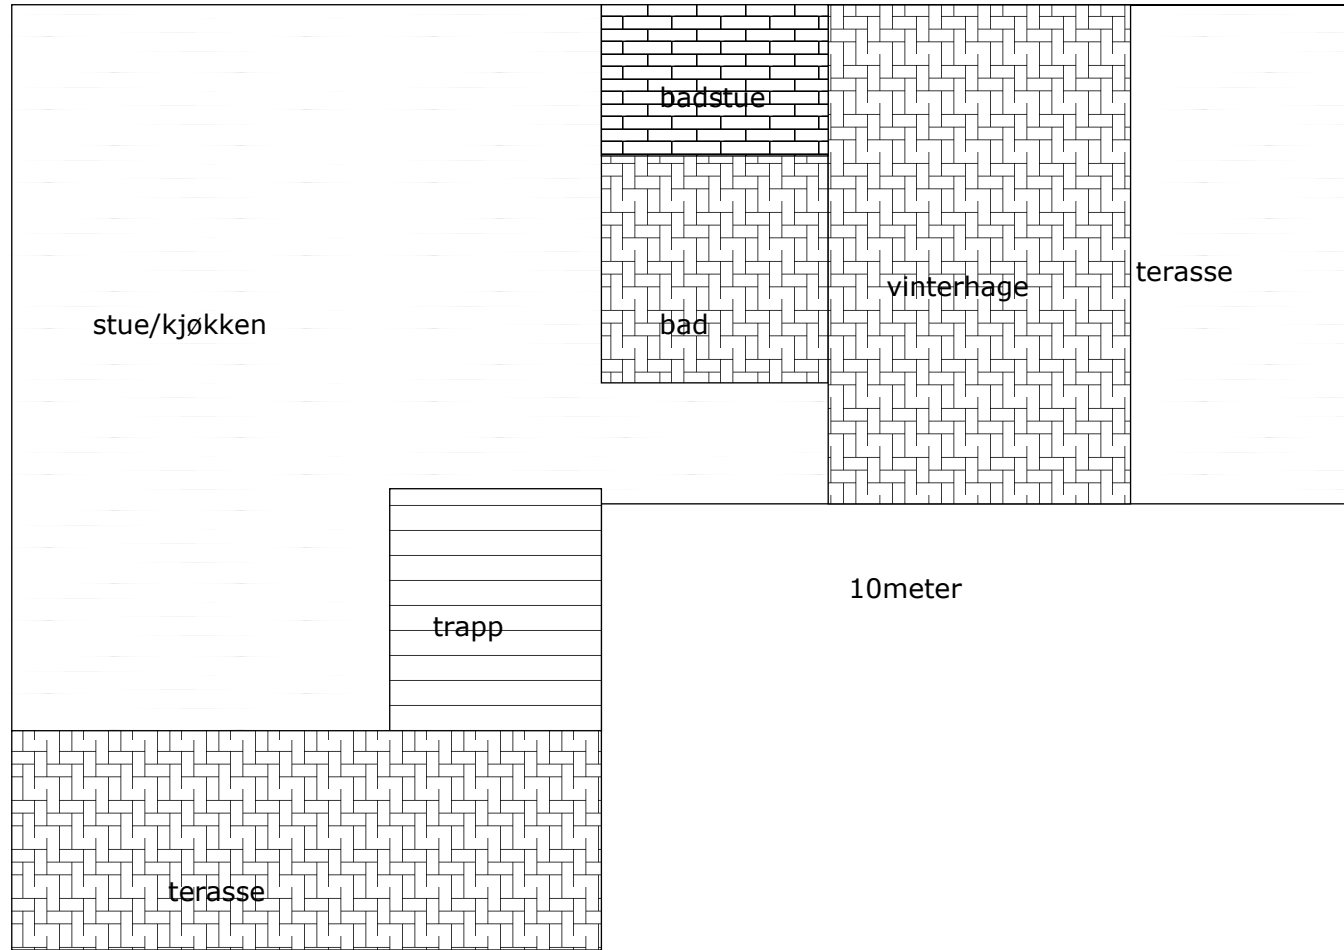 badstue
terasse
vinterhage
stue/kjøkken
bad
10meter
trapp
terasse